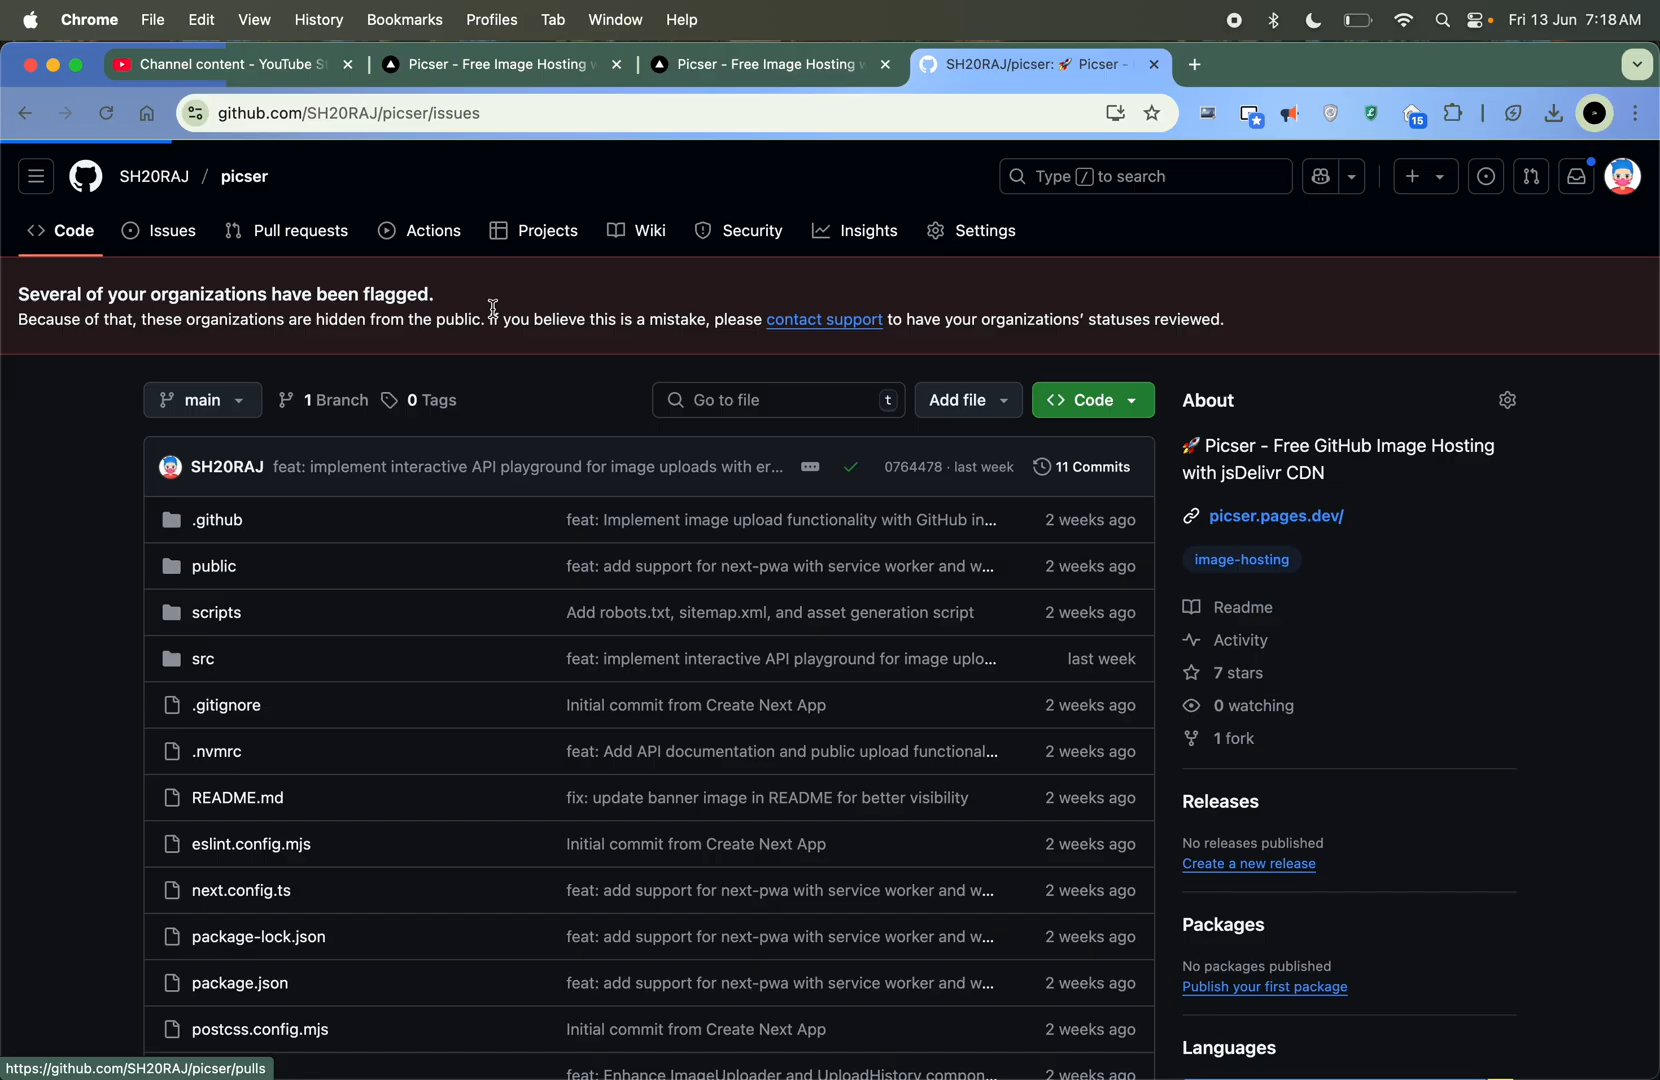 Chrome File Edit View History Bookmarks Profiles Tab Window Help Fri 13 Jun 7:18 AM
Channel content - YouTube S Picser - Free Image Hosting Picser - Free Image Hosting SH20RAJ/picser: 🚀 Picser -
github.com/SH20RAJ/picser/issues 15
SH20RAJ / picser Type / to search
Code Issues Pull requests Actions Projects Wiki Security Insights Settings
Several of your organizations have been flagged.
Because of that, these organizations are hidden from the public. If you believe this is a mistake, please contact support to have your organizations’ statuses reviewed.
main 1 Branch 0 Tags Go to file t Add file Code About
🚀 Picser - Free GitHub Image Hosting
with jsDelivr CDN
SH20RAJ feat: implement interactive API playground for image uploads with er... 0764478 · last week 11 Commits
picser.pages.dev/
.github feat: Implement image upload functionality with GitHub in... 2 weeks ago
image-hosting
public feat: add support for next-pwa with service worker and w... 2 weeks ago
Readme
scripts Add robots.txt, sitemap.xml, and asset generation script 2 weeks ago
Activity
src feat: implement interactive API playground for image uplo... last week
7 stars
.gitignore Initial commit from Create Next App 2 weeks ago
0 watching
1 fork
.nvmrc feat: Add API documentation and public upload functional... 2 weeks ago
README.md fix: update banner image in README for better visibility 2 weeks ago
Releases
eslint.config.mjs Initial commit from Create Next App 2 weeks ago
No releases published
Create a new release
next.config.ts feat: add support for next-pwa with service worker and w... 2 weeks ago
Packages
package-lock.json feat: add support for next-pwa with service worker and w... 2 weeks ago
No packages published
package.json feat: add support for next-pwa with service worker and w... 2 weeks ago
Publish your first package
postcss.config.mjs Initial commit from Create Next App 2 weeks ago
Languages
https://github.com/SH20RAJ/picser/pulls feat: Enhance ImageUploader and UploadHistory compon... 2 weeks ago